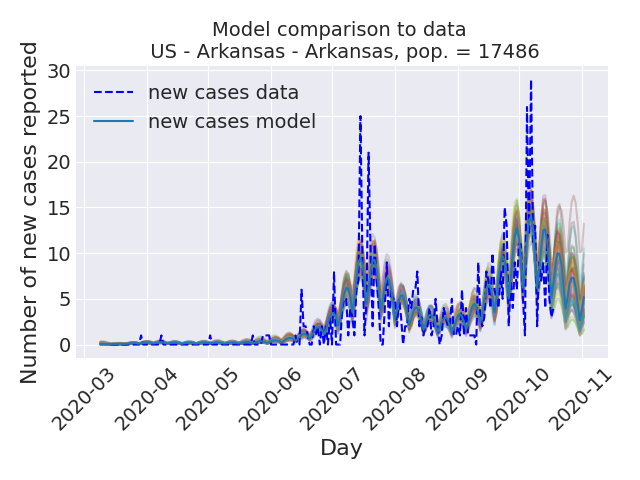 Model comparison to data
US - Arkansas - Arkansas, pop. = 17486
Number of new cases reported
30
25
20
15
10
5
0
new cases data
new cases model
2020-03
2020-04
2020-05
2020-06
2020-07
2020-08
2020-09
2020-10
2020-11
Day